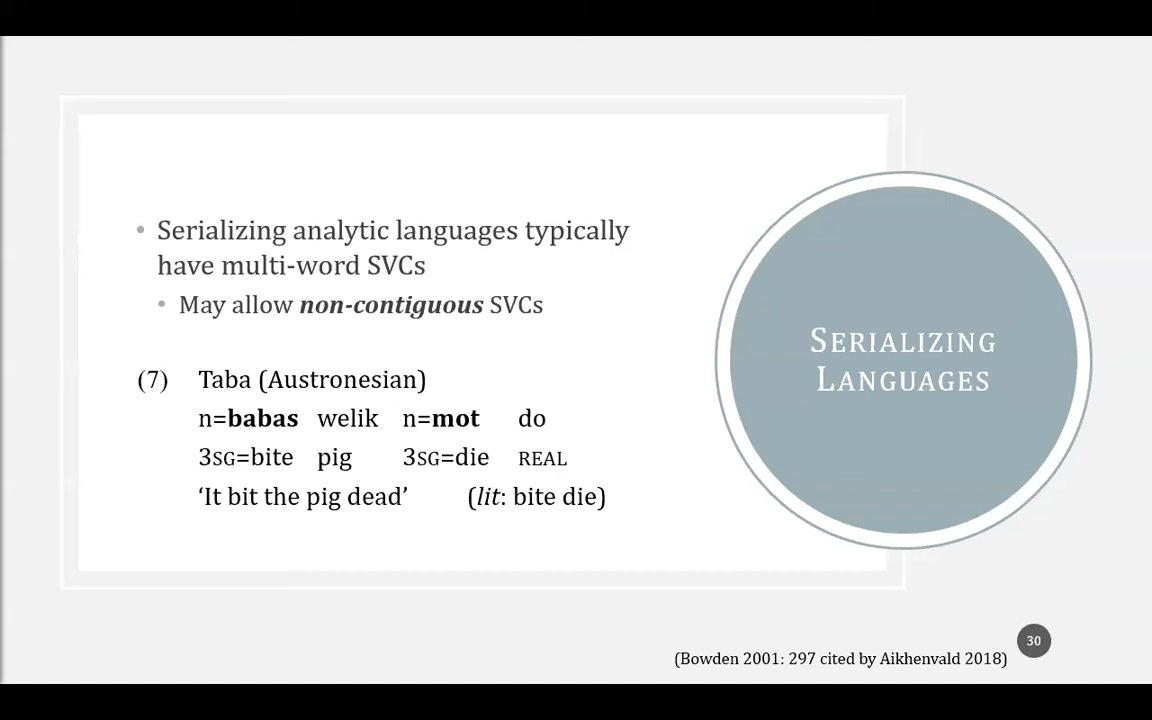 • Serializing analytic languages typically
have multi-word SVCs
• May allow non-contiguous SVCs
(7) Taba (Austronesian)
n=babas welik n=mot do
3SG=bite pig 3SG=die REAL
‘It bit the pig dead’ (lit: bite die)
SERIALIZING
LANGUAGES
30
(Bowden 2001: 297 cited by Aikhenvald 2018)